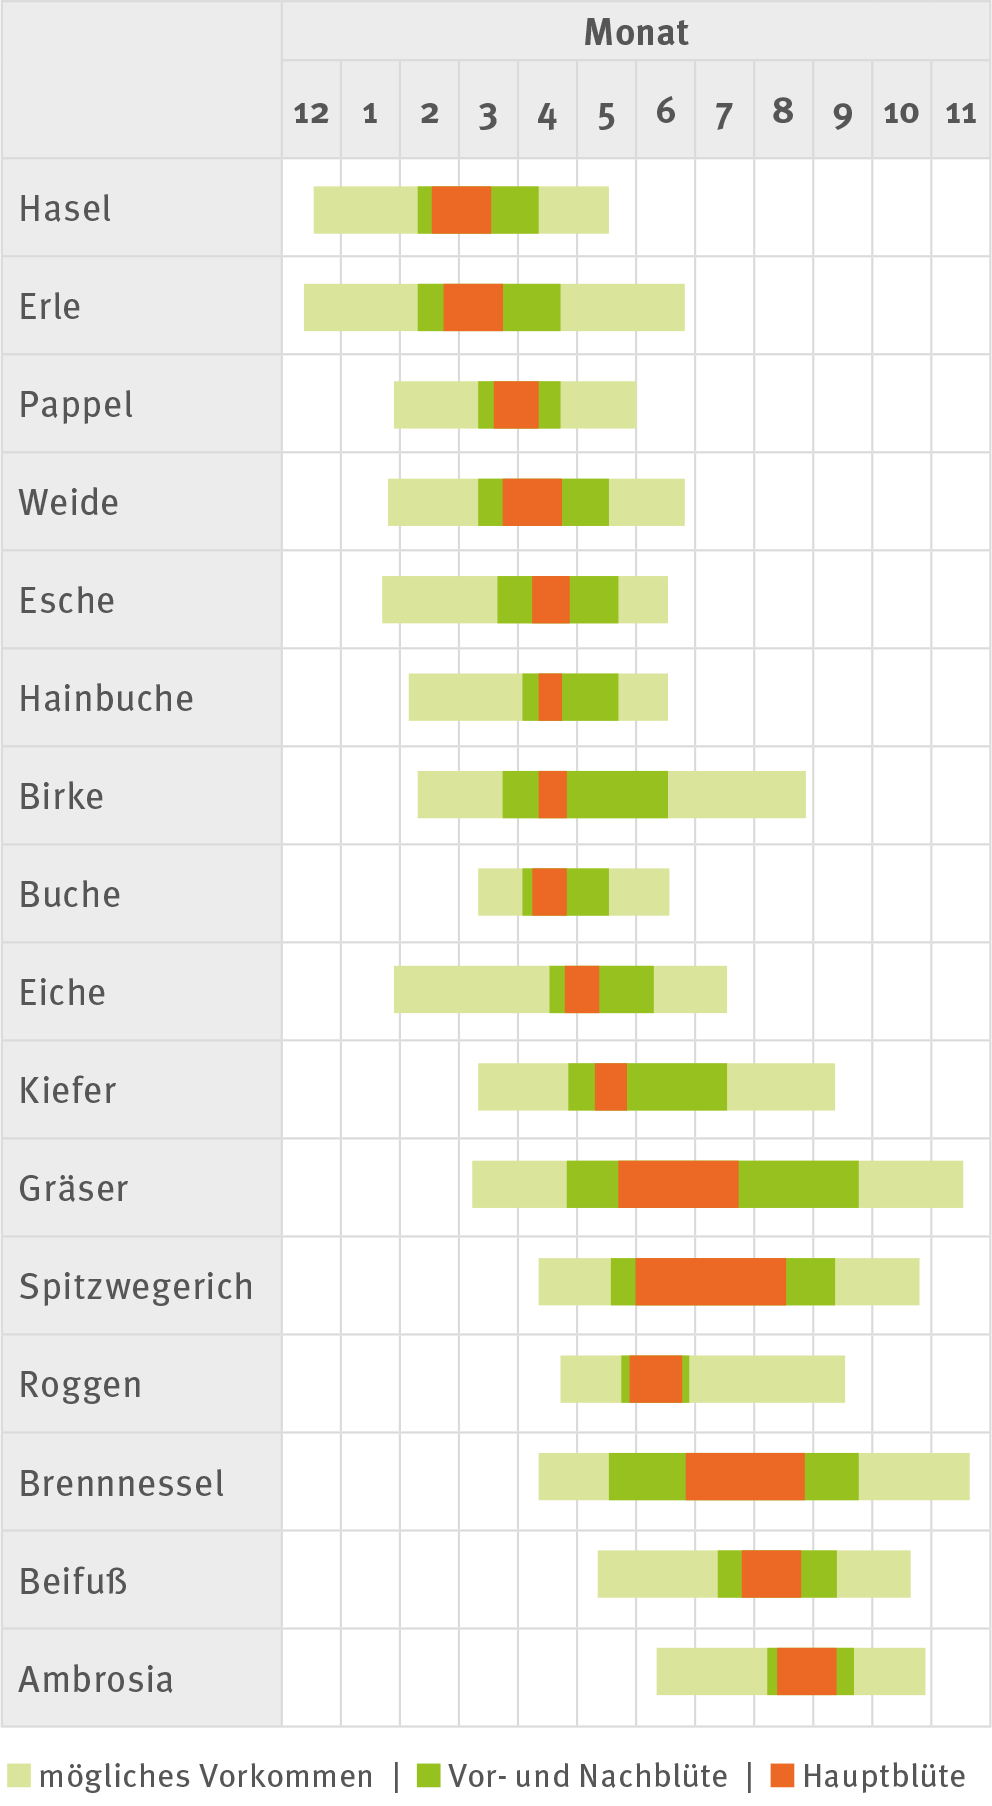 Monat
12 1 2 3 4 5 6 7 8 9 10 11
Hasel
Erle
Pappel
Weide
Esche
Hainbuche
Birke
Buche
Eiche
Kiefer
Gräser
Spitzwegerich
Roggen
Brennnessel
Beifuß
Ambrosia
mögliches Vorkommen | Vor- und Nachblüte | Hauptblüte